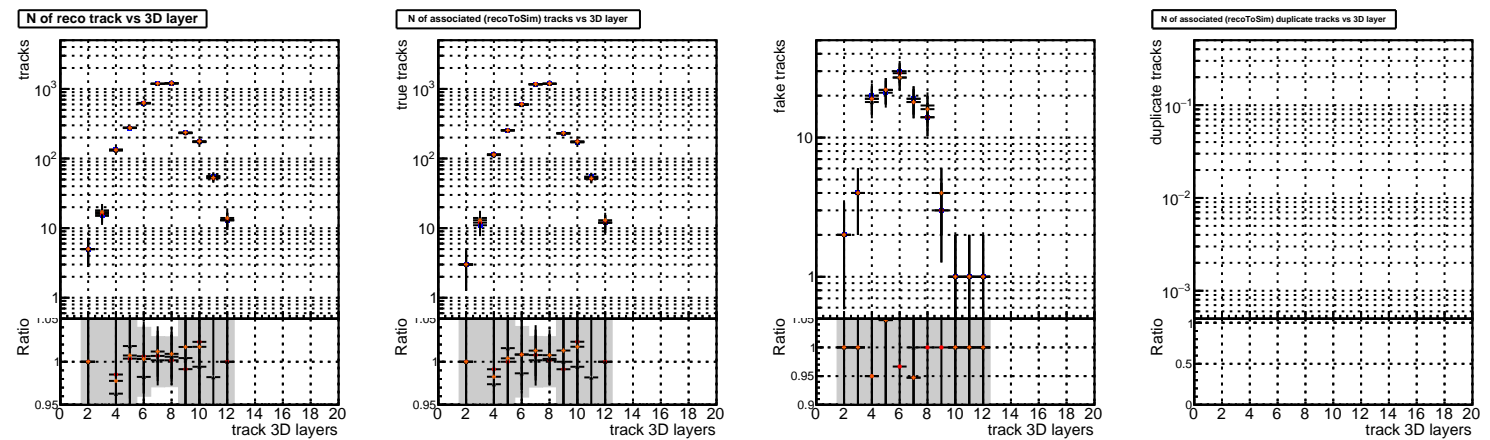 N of reco track vs 3D layer
tracks
10³
10²
10
1
Ratio
1.05
1
0.95
0 2 4 6 8 10 12 14 16 18 20
track 3D layers
N of associated (recoToSim) tracks vs 3D layer
true tracks
10³
10²
10
1
Ratio
1.05
1
0.95
0 2 4 6 8 10 12 14 16 18 20
track 3D layers
fake tracks
10
1
Ratio
1.05
1
0.95
0.9
0 2 4 6 8 10 12 14 16 18 20
track 3D layers
N of associated (recoToSim) duplicate tracks vs 3D layer
duplicate tracks
10⁻¹
10⁻²
10⁻³
Ratio
1
0.5
0
0 2 4 6 8 10 12 14 16 18 20
track 3D layers